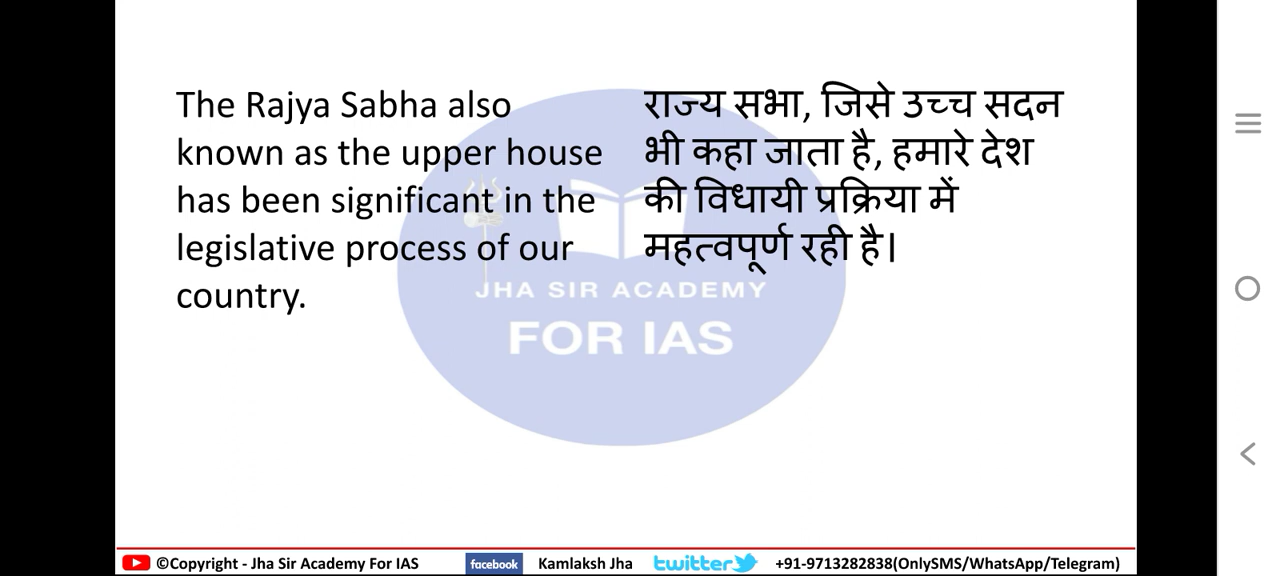 The Rajya Sabha also
known as the upper house
has been significant in the
legislative process of our
country.
राज्य सभा, जिसे उच्च सदन
भी कहा जाता है, हमारे देश
की विधायी प्रक्रिया में
महत्वपूर्ण रही है।
JHA SIR ACADEMY
FOR IAS
©Copyright - Jha Sir Academy For IAS facebook Kamlaksh Jha twitter +91-9713282838(OnlySMS/WhatsApp/Telegram)